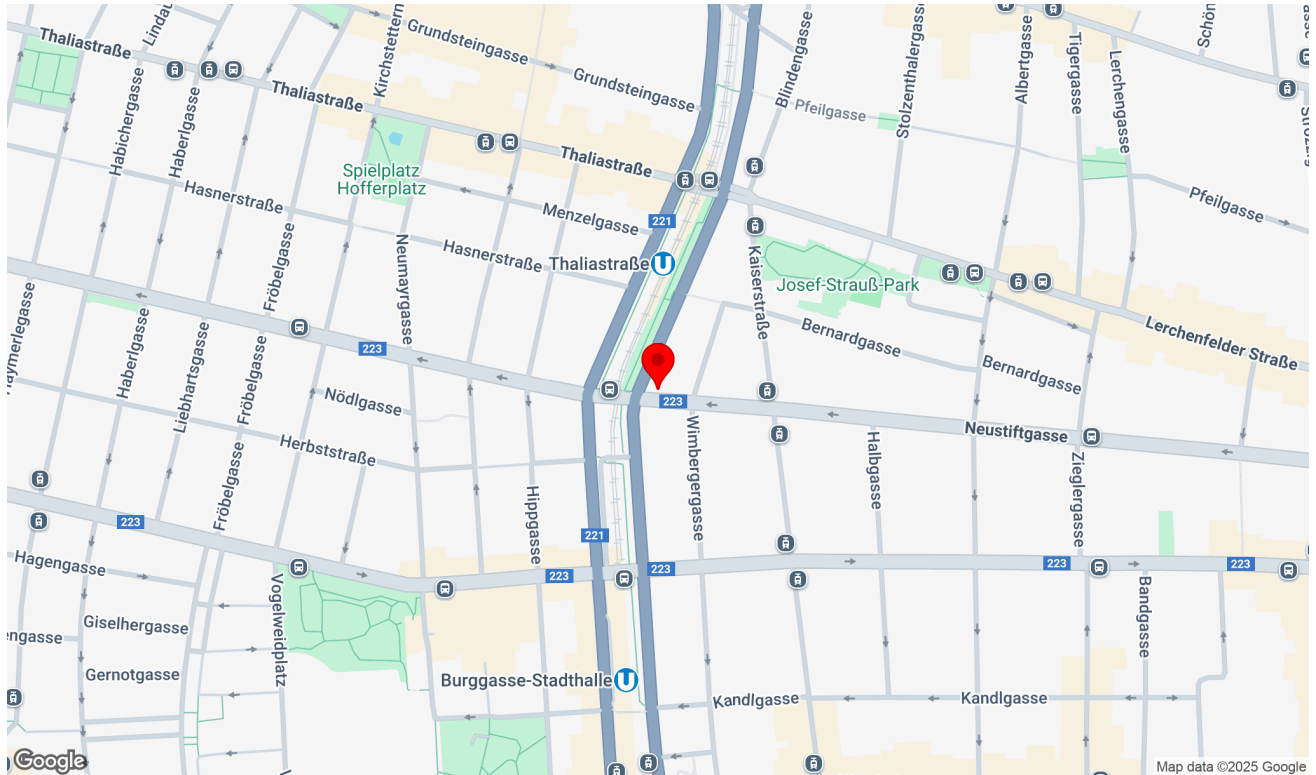 Thaliastraße
Lindau
Kirchstettern
Grundsteingasse
Grundsteingasse
Blindengasse
Stolzenthalergasse
Albertgasse
Tigergasse
Lerchengasse
Schön
Strozzig
Thaliastraße
Habichergasse
Haberlgasse
Pfeilgasse
Thaliastraße
Spielplatz
Hofferplatz
Hasnerstraße
Menzelgasse
221
Pfeilgasse
Fröbelgasse
Neumayrgasse
Hasnerstraße
Thaliastraße
Kaiserstraße
Josef-Strauß-Park
Haymerlegasse
Haberlgasse
Liebhartsgasse
Fröbelgasse
223
Bernardgasse
Lerchenfelder Straße
Bernardgasse
Nödlgasse
223
Neustiftgasse
Herbststraße
Wimbergergasse
Halbgasse
Zieglergasse
Fröbelgasse
Hippgasse
223
221
Hagengasse
Vogelweidplatz
223
223
223
223
Bandgasse
Giselhergasse
engasse
Gernotgasse
Burggasse-Stadthalle
Kandlgasse
Kandlgasse
Google
Map data ©2025 Google